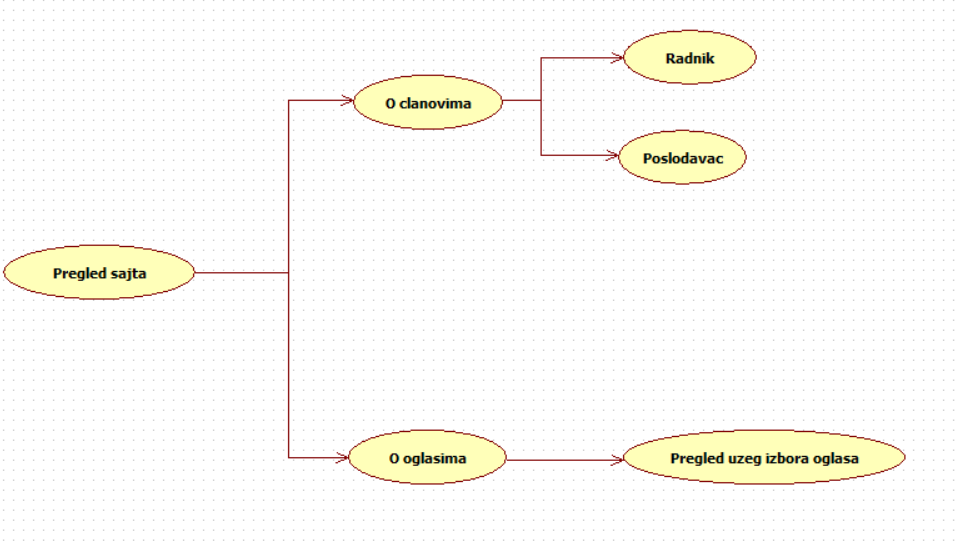 Radnik
O clanovima
Poslodavac
Pregled sajta
O oglasima
Pregled uzeg izbora oglasa